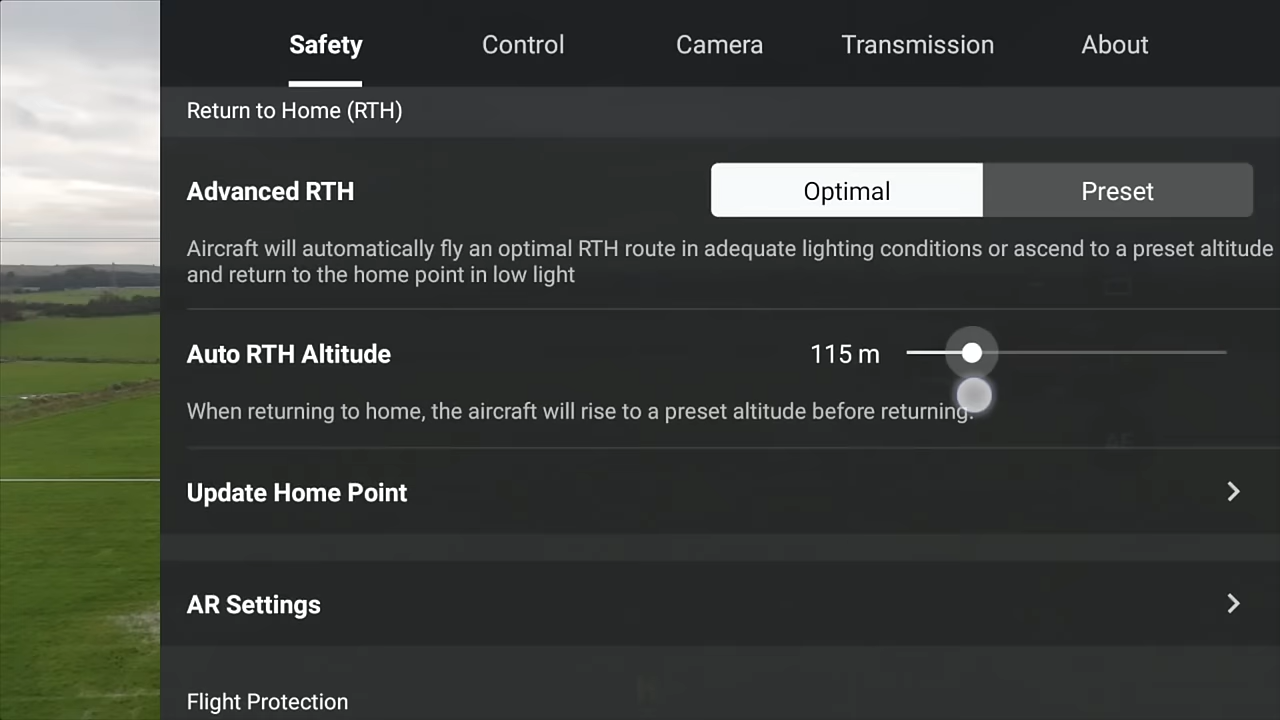 Safety Control Camera Transmission About
Return to Home (RTH)
Advanced RTH Optimal Preset
Aircraft will automatically fly an optimal RTH route in adequate lighting conditions or ascend to a preset altitude
and return to the home point in low light
Auto RTH Altitude 115 m
When returning to home, the aircraft will rise to a preset altitude before returning.
Update Home Point
AR Settings
Flight Protection